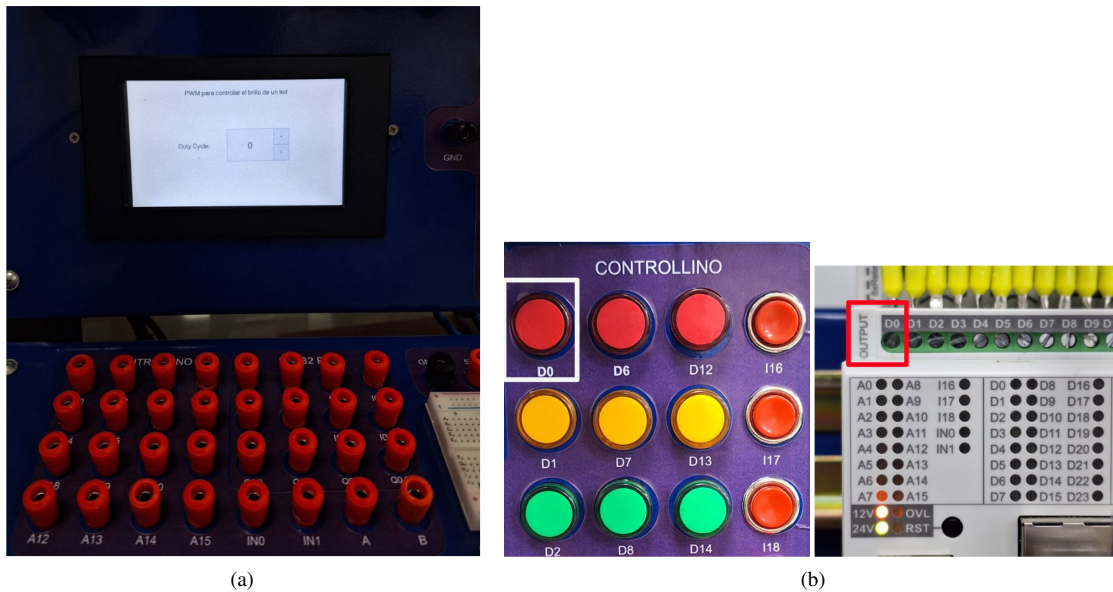 PWM para controlar el brillo de un led
Duty Cycle: 0
GND
A12 A13 A14 A15 IN0 IN1 A B
(a)
CONTROLLINO
D0 D6 D12 I16
D1 D7 D13 I17
D2 D8 D14 I18
OUTPUT
D0 D1 D2 D3 D4 D5 D6 D7 D8 D9
A0 A8 I16 D0 D8 D16
A1 A9 I17 D1 D9 D17
A2 A10 I18 D2 D10 D18
A3 A11 IN0 D3 D11 D19
A4 A12 IN1 D4 D12 D20
A5 A13 D5 D13 D21
A6 A14 D6 D14 D22
A7 A15 D7 D15 D23
12V OVL
24V RST
(b)